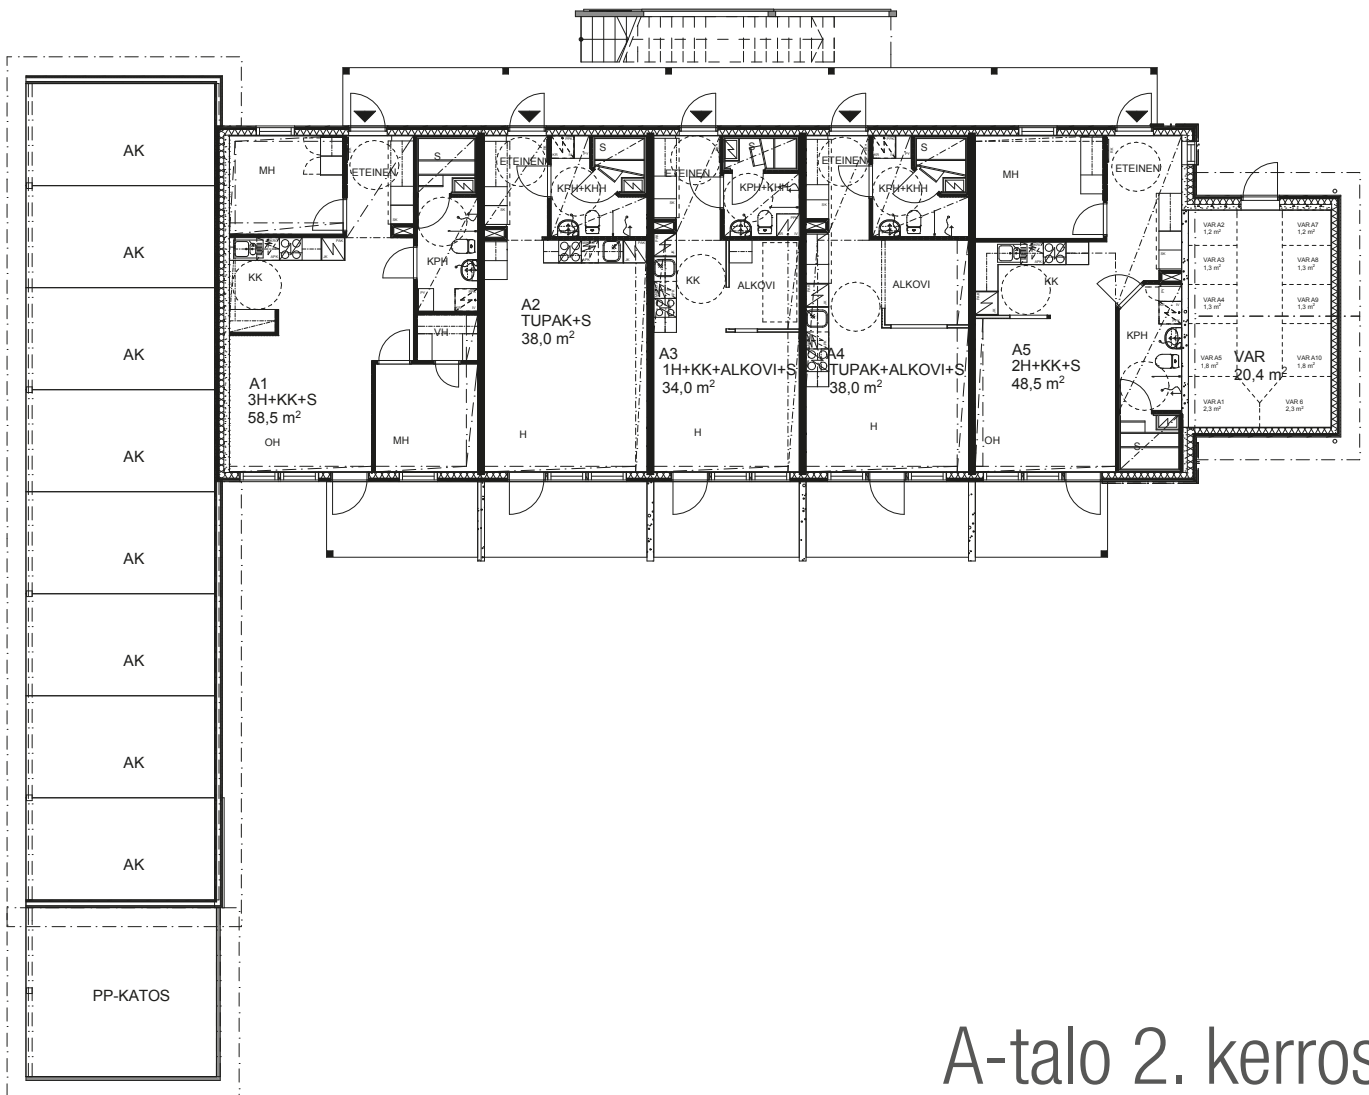 AK
AK
AK
AK
AK
AK
AK
AK
PP-KATOS
MH
ETEINEN
S
KK
KPH
VH
A1
3H+KK+S
58,5 m²
OH
MH
ETEINEN
S
KPH+KHH
A2
TUPAK+S
38,0 m²
H
ETEINEN
S
KPH+KHH
KK
ALKOVI
A3
1H+KK+ALKOVI+S
34,0 m²
H
ETEINEN
S
KPH+KHH
ALKOVI
A4
TUPAK+ALKOVI+S
38,0 m²
H
MH
ETEINEN
KK
KPH
A5
2H+KK+S
48,5 m²
OH
S
VAR A2
1,2 m²
VAR A7
1,2 m²
VAR A3
1,3 m²
VAR A8
1,3 m²
VAR A4
1,3 m²
VAR A9
1,3 m²
VAR A5
1,8 m²
VAR
20,4 m²
VAR A10
1,8 m²
VAR A1
2,3 m²
VAR 6
2,3 m²
A-talo 2. kerros